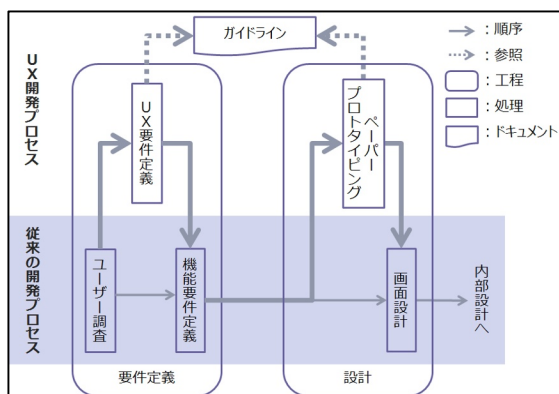 ガイドライン
：順序
：参照
：工程
：処理
：ドキュメント
UX開発プロセス
UX要件定義
ペーパー
プロトタイピング
従来の開発プロセス
ユーザー調査
機能要件定義
画面設計
内部設計へ
要件定義
設計